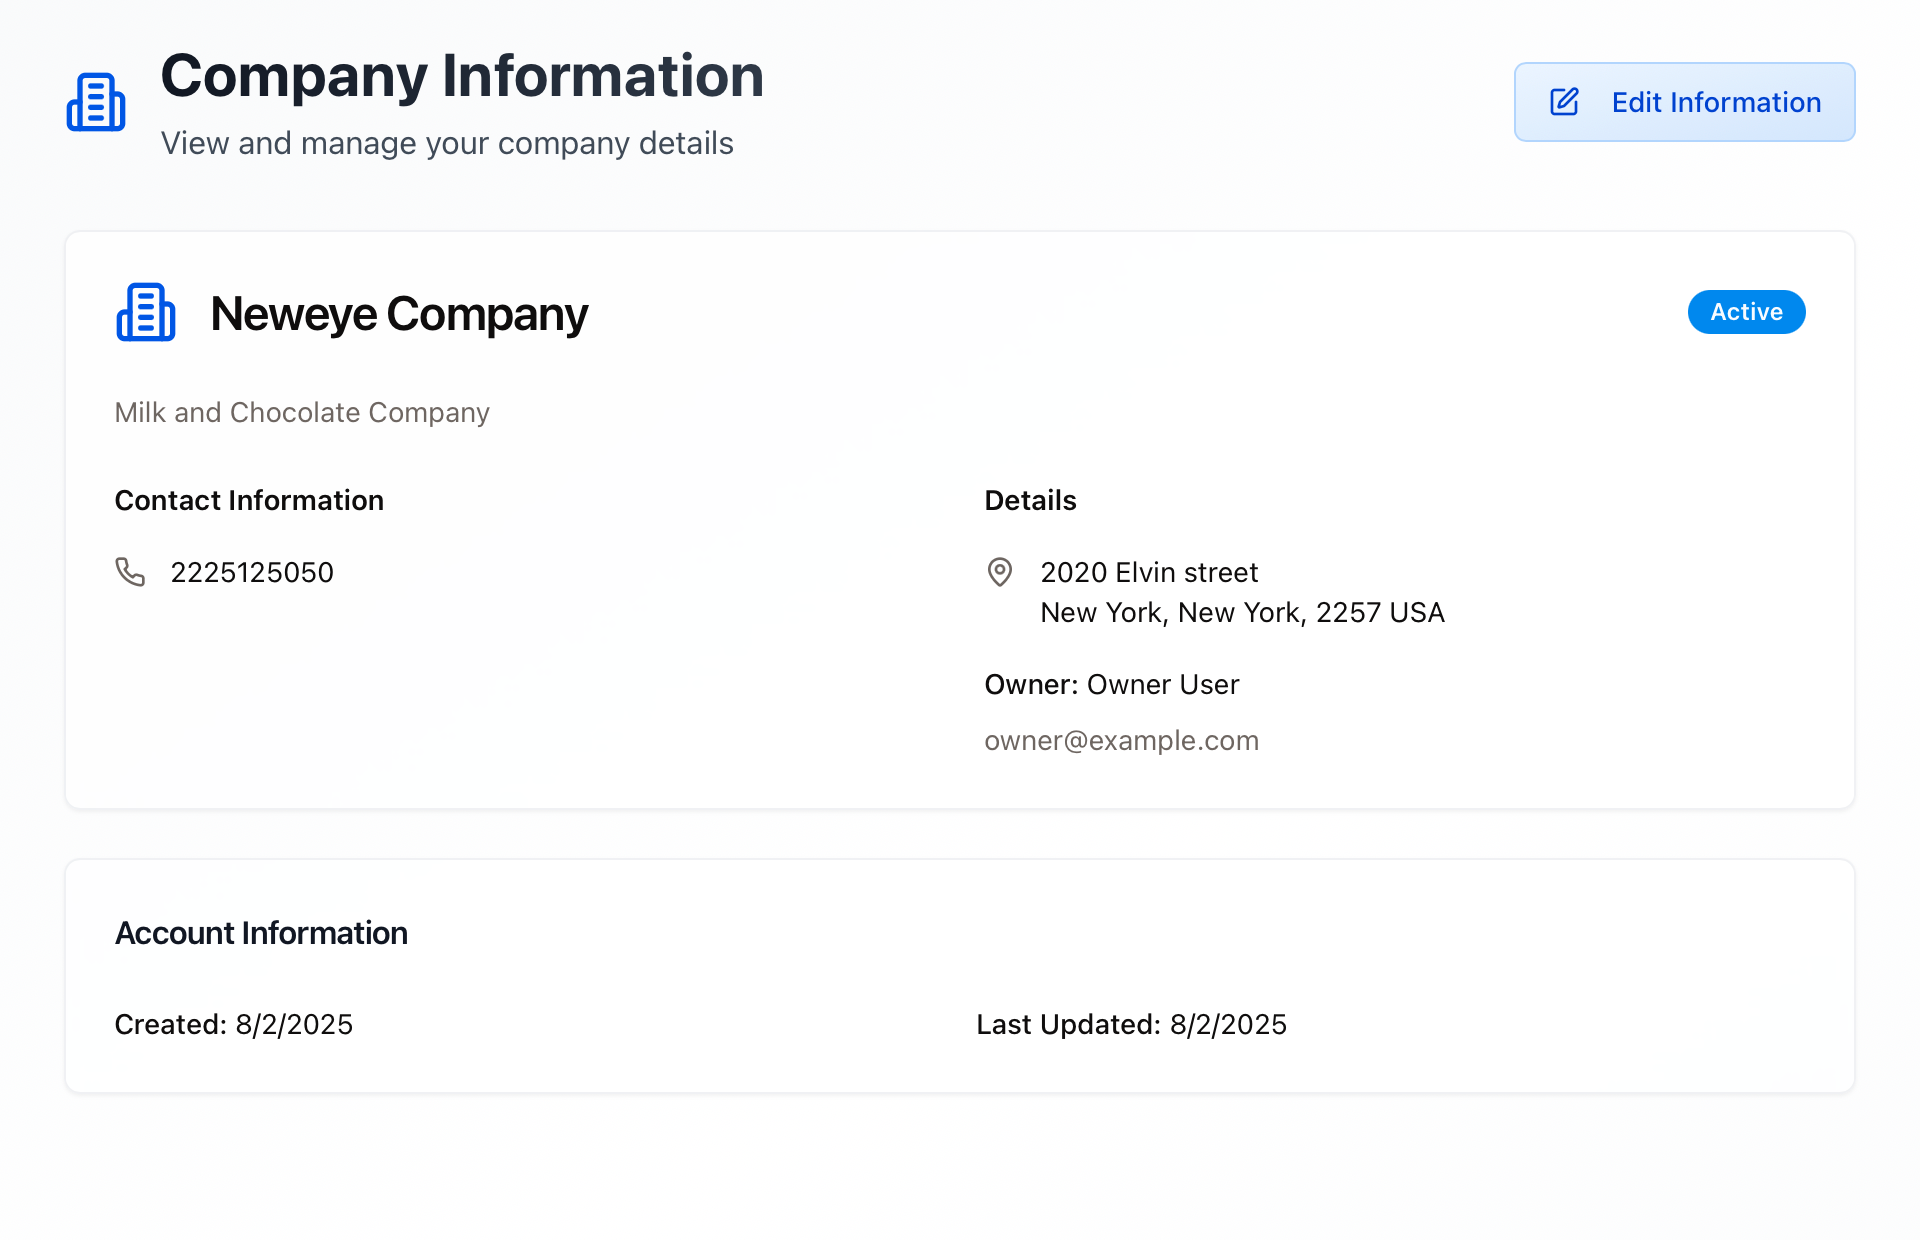 Company Information
View and manage your company details
Edit Information
Neweye Company
Active
Milk and Chocolate Company
Contact Information
2225125050
Details
2020 Elvin street
New York, New York, 2257 USA
Owner: Owner User
owner@example.com
Account Information
Created: 8/2/2025
Last Updated: 8/2/2025